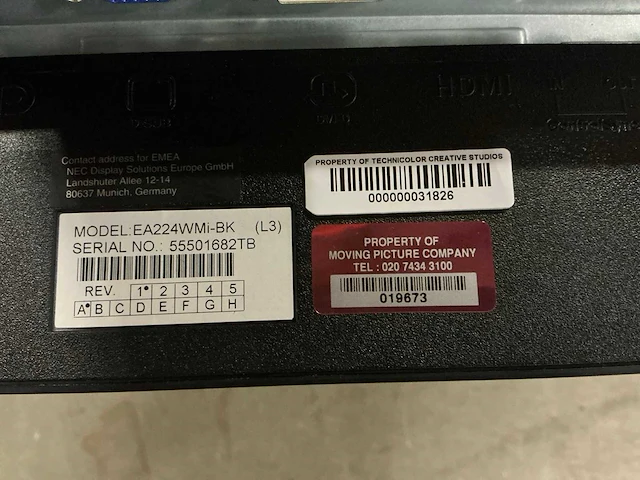 D-SUB
DVI-D
HDMI
Contact address for EMEA
NEC Display Solutions Europe GmbH
Landshuter Allee 12-14
80637 Munich, Germany
PROPERTY OF TECHNICOLOR CREATIVE STUDIOS
000000031826
MODEL:EA224WMi-BK (L3)
SERIAL NO.: 55501682TB
REV. 1 2 3 4 5
A B C D E F G H
PROPERTY OF
MOVING PICTURE COMPANY
TEL : 020 7434 3100
019673